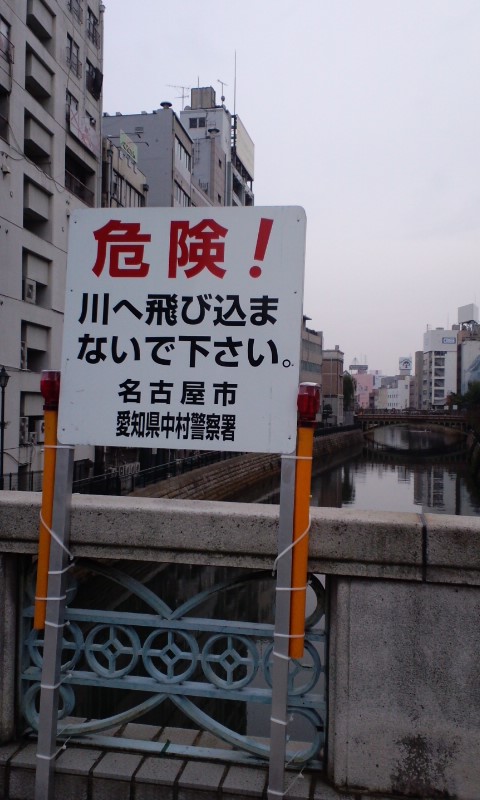 危険！
川へ飛び込ま
ないで下さい。
名古屋市
愛知県中村警察署